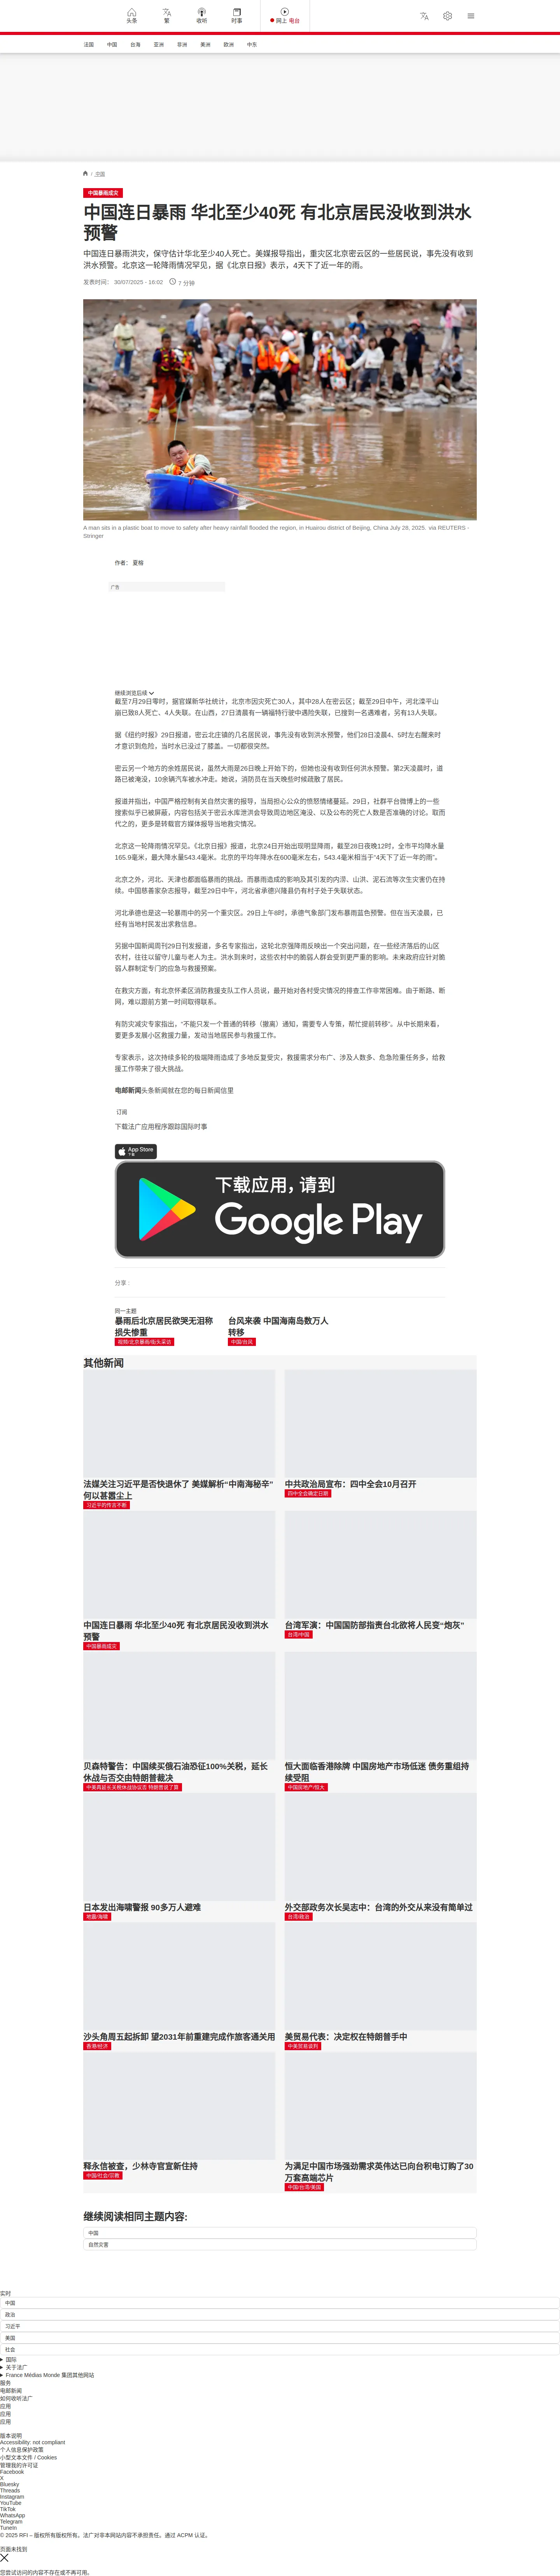 头条
繁
收听
时事
网上 电台
法国
中国
台海
亚洲
非洲
美洲
欧洲
中东
/ 中国
中国暴雨成灾
中国连日暴雨 华北至少40死 有北京居民没收到洪水
预警
中国连日暴雨洪灾，保守估计华北至少40人死亡。美媒报导指出，重灾区北京密云区的一些居民说，事先没有收到
洪水预警。北京这一轮降雨情况罕见，据《北京日报》表示，4天下了近一年的雨。
发表时间： 30/07/2025 - 16:02
7 分钟
A man sits in a plastic boat to move to safety after heavy rainfall flooded the region, in Huairou district of Beijing, China July 28, 2025. via REUTERS -
Stringer
作者： 夏榕
广告
继续浏览后续
截至7月29日零时，据官媒新华社统计，北京市因灾死亡30人，其中28人在密云区；截至29日中午，河北滦平山
崩已致8人死亡、4人失联。在山西，27日清晨有一辆福特行驶中遇险失联，已搜到一名遇难者，另有13人失联。
据《纽约时报》29日报道，密云北庄镇的几名居民说，事先没有收到洪水预警，他们28日凌晨4、5时左右醒来时
才意识到危险，当时水已没过了膝盖。一切都很突然。
密云另一个地方的余姓居民说，虽然大雨是26日晚上开始下的，但她也没有收到任何洪水预警。第2天凌晨时，道
路已被淹没，10余辆汽车被水冲走。她说，消防员在当天晚些时候疏散了居民。
报道并指出，中国严格控制有关自然灾害的报导，当局担心公众的愤怒情绪蔓延。29日，社群平台微博上的一些
搜索似乎已被屏蔽，内容包括关于密云水库泄洪会导致周边地区淹没、以及公布的死亡人数是否准确的讨论。取而
代之的，更多是转载官方媒体报导当地救灾情况。
北京这一轮降雨情况罕见。《北京日报》报道，北京24日开始出现明显降雨，截至28日夜晚12时，全市平均降水量
165.9毫米，最大降水量543.4毫米。北京的平均年降水在600毫米左右，543.4毫米相当于“4天下了近一年的雨”。
北京之外，河北、天津也都面临暴雨的挑战。而暴雨造成的影响及其引发的内涝、山洪、泥石流等次生灾害仍在持
续。中国慈善家杂志报导，截至29日中午，河北省承德兴隆县仍有村子处于失联状态。
河北承德也是这一轮暴雨中的另一个重灾区。29日上午8时，承德气象部门发布暴雨蓝色预警。但在当天凌晨，已
经有当地村民发出求救信息。
另据中国新闻周刊29日刊发报道，多名专家指出，这轮北京强降雨反映出一个突出问题，在一些经济落后的山区
农村，往往以留守儿童与老人为主。洪水到来时，这些农村中的脆弱人群会受到更严重的影响。未来政府应针对脆
弱人群制定专门的应急与救援预案。
在救灾方面，有北京怀柔区消防救援支队工作人员说，最开始对各村受灾情况的排查工作非常困难。由于断路、断
网，难以跟前方第一时间取得联系。
有防灾减灾专家指出，“不能只发一个普通的转移（撤离）通知，需要专人专策，帮忙提前转移”。从中长期来看，
要更多发展小区救援力量，发动当地居民参与救援工作。
专家表示，这次持续多轮的极端降雨造成了多地反复受灾，救援需求分布广、涉及人数多、危急险重任务多，给救
援工作带来了很大挑战。
电邮新闻头条新闻就在您的每日新闻信里
订阅
下载法广应用程序跟踪国际时事
App Store
下载
下载应用，请到
Google Play
分享 :
同一主题
暴雨后北京居民欲哭无泪称
损失惨重
视频/北京暴雨/街头采访
台风来袭 中国海南岛数万人
转移
中国/台风
其他新闻
法媒关注习近平是否快退休了 美媒解析“中南海秘辛”
何以甚嚣尘上
习近平的传言不断
中共政治局宣布：四中全会10月召开
四中全会确定日期
中国连日暴雨 华北至少40死 有北京居民没收到洪水
预警
中国暴雨成灾
台湾军演：中国国防部指责台北欲将人民变“炮灰”
台湾/中国
贝森特警告：中国续买俄石油恐征100%关税，延长
休战与否交由特朗普裁决
恒大面临香港除牌 中国房地产市场低迷 债务重组持
续受阻
中国房地产/恒大
日本发出海啸警报 90多万人避难
地震/海啸
外交部政务次长吴志中：台湾的外交从来没有简单过
台湾/政治
沙头角周五起拆卸 望2031年前重建完成作旅客通关用
香港/经济
美贸易代表：决定权在特朗普手中
中美贸易谈判
释永信被查，少林寺官宣新住持
中国/社会/宗教
为满足中国市场强劲需求英伟达已向台积电订购了30
万套高端芯片
中国/台湾/美国
继续阅读相同主题内容:
中国
自然灾害
实时
中国
政治
习近平
美国
社会
国际
关于法广
France Médias Monde 集团其他网站
服务
电邮新闻
如何收听法广
应用
应用
应用
版本说明
Accessibility: not compliant
个人信息保护政策
小型文本文件 / Cookies
管理我的许可证
Facebook
X
Bluesky
Threads
Instagram
YouTube
TikTok
WhatsApp
Telegram
TuneIn
© 2025 RFI – 版权所有版权所有。法广对非本网站内容不承担责任。通过 ACPM 认证。
页面未找到
您尝试访问的内容不存在或不再可用。